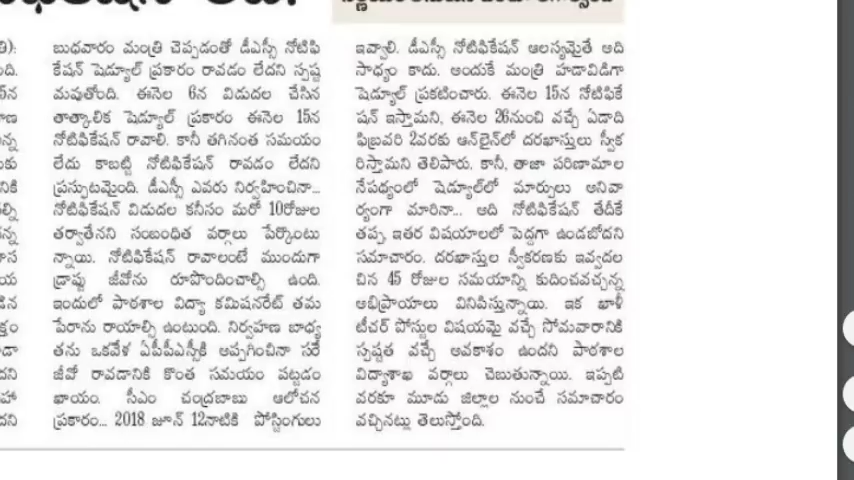 బుధవారం మంత్రి చెప్పడంతో డీఎస్సీ నోటిఫి
కేషన్ షెడ్యూల్ ప్రకారం రావడం లేదని స్పష్ట
మవుతోంది. ఈనెల 6న విడుదల చేసిన
తాత్కాలిక షెడ్యూల్ ప్రకారం ఈనెల 15న
నోటిఫికేషన్ రావాలి. కానీ తగినంత సమయం
లేదు కాబట్టి నోటిఫికేషన్ రావడం లేదని
ప్రస్ఫుటమైంది. డీఎస్సీ ఎవరు నిర్వహించినా...
నోటిఫికేషన్ విడుదల కనీసం మరో 10రోజుల
తర్వాతేనని సంబంధిత వర్గాలు పేర్కొంటు
న్నాయి. నోటిఫికేషన్ రావాలంటే ముందుగా
డ్రాఫ్టు జీవోను రూపొందించాల్సి ఉంది.
ఇందులో పాఠశాల విద్యా కమిషనరేట్ తమ
పేరాను రాయాల్సి ఉంటుంది. నిర్వహణ బాధ్య
తను ఒకవేళ ఏపీపీఎస్సీకి అప్పగించినా సరే
జీవో రావడానికి కొంత సమయం పట్టడం
ఖాయం. సీఎం చంద్రబాబు ఆలోచన
ప్రకారం... 2018 జూన్ 12నాటికి పోస్టింగులు
ఇవ్వాలి. డీఎస్సీ నోటిఫికేషన్ ఆలస్యమైతే అది
సాధ్యం కాదు. అందుకే మంత్రి హడావిడిగా
షెడ్యూల్ ప్రకటించారు. ఈనెల 15న నోటిఫికే
షన్ ఇస్తామని, ఈనెల 26నుంచి వచ్చే ఏడాది
ఫిబ్రవరి 2వరకు ఆన్‌లైన్‌లో దరఖాస్తులు స్వీక
రిస్తామని తెలిపారు. కానీ, తాజా పరిణామాల
నేపథ్యంలో షెడ్యూల్‌లో మార్పులు అనివా
ర్యంగా మారినా... అది నోటిఫికేషన్ తేదీకే
తప్ప, ఇతర విషయాలలో పెద్దగా ఉండబోదని
సమాచారం. దరఖాస్తుల స్వీకరణకు ఇవ్వదల
చిన 45 రోజుల సమయాన్ని కుదించవచ్చన్న
అభిప్రాయాలు వినిపిస్తున్నాయి. ఇక ఖాళీ
టీచర్ పోస్టుల విషయమై వచ్చే సోమవారానికి
స్పష్టత వచ్చే అవకాశం ఉందని పాఠశాల
విద్యాశాఖ వర్గాలు చెబుతున్నాయి. ఇప్పటి
వరకూ మూడు జిల్లాల నుంచే సమాచారం
వచ్చినట్లు తెలుస్తోంది.